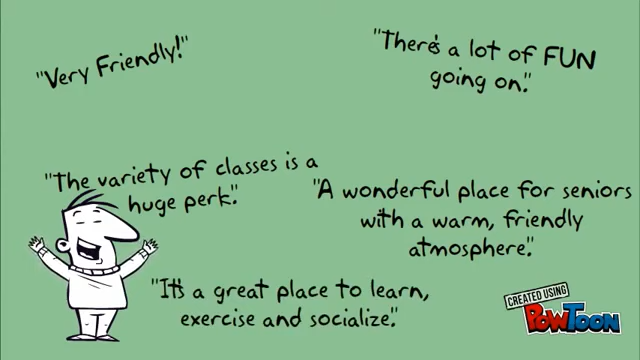 "Very Friendly!"
"There's a lot of FUN
going on."
"The variety of classes is a
huge perk."
"A wonderful place for seniors
with a warm, friendly
atmosphere."
"It's a great place to learn,
exercise and socialize."
CREATED USING
POWTOON